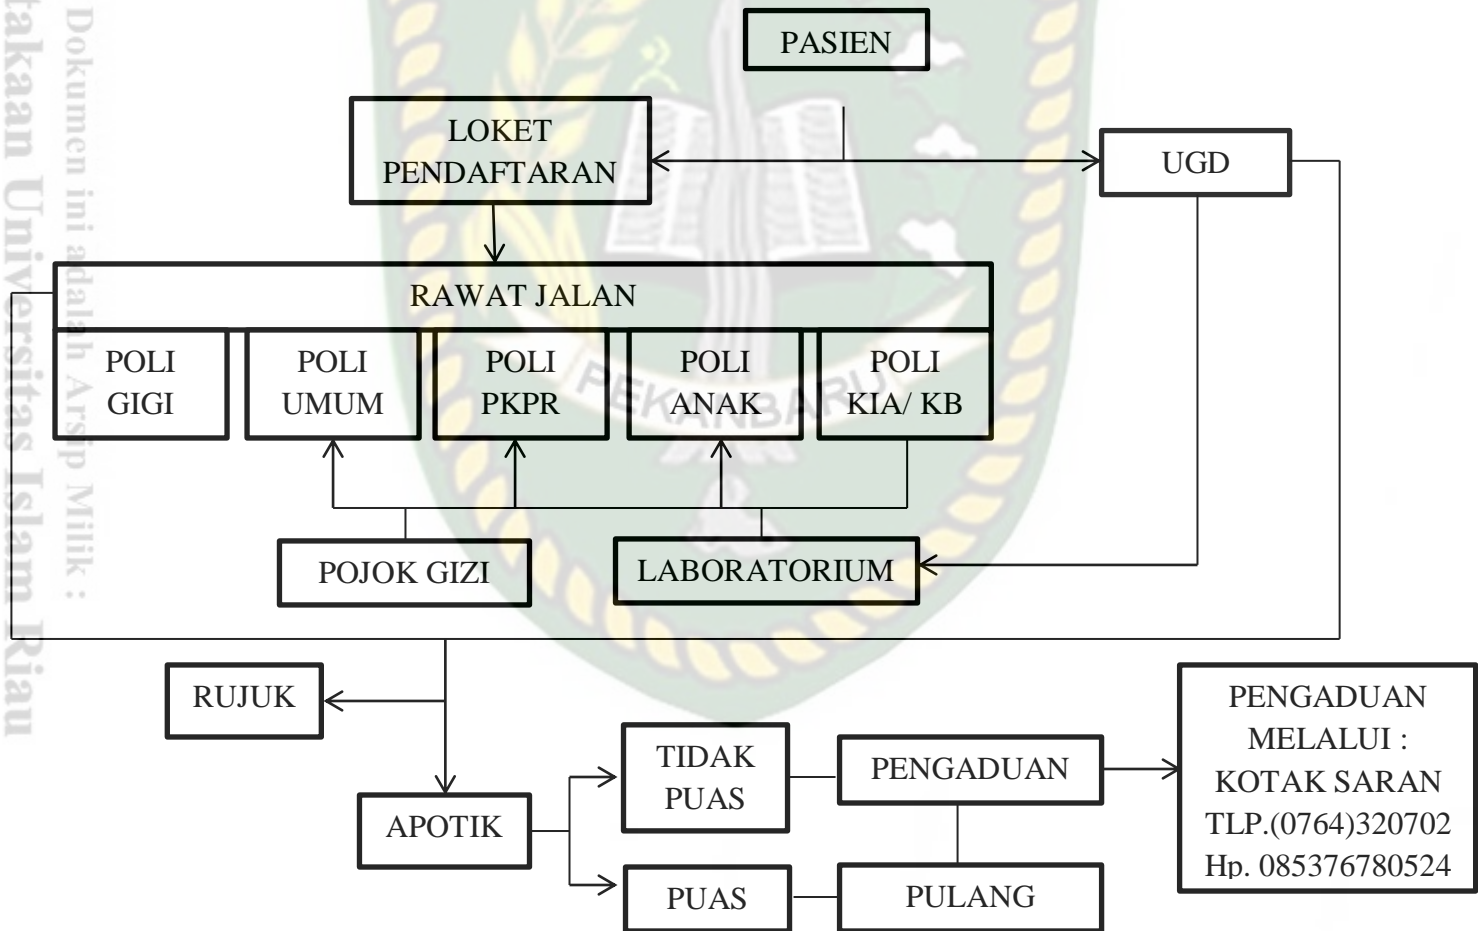 PASIEN
LOKET
PENDAFTARAN
UGD
RAWAT JALAN
POLI
GIGI
POLI
UMUM
POLI
PKPR
POLI
ANAK
POLI
KIA/ KB
PEKANBARU
POJOK GIZI
LABORATORIUM
RUJUK
APOTIK
TIDAK
PUAS
PUAS
PENGADUAN
PULANG
PENGADUAN
MELALUI :
KOTAK SARAN
TLP.(0764)320702
Hp. 085376780524
Dokumen ini adalah Arsip Milik :
takaan Universitas Islam Riau